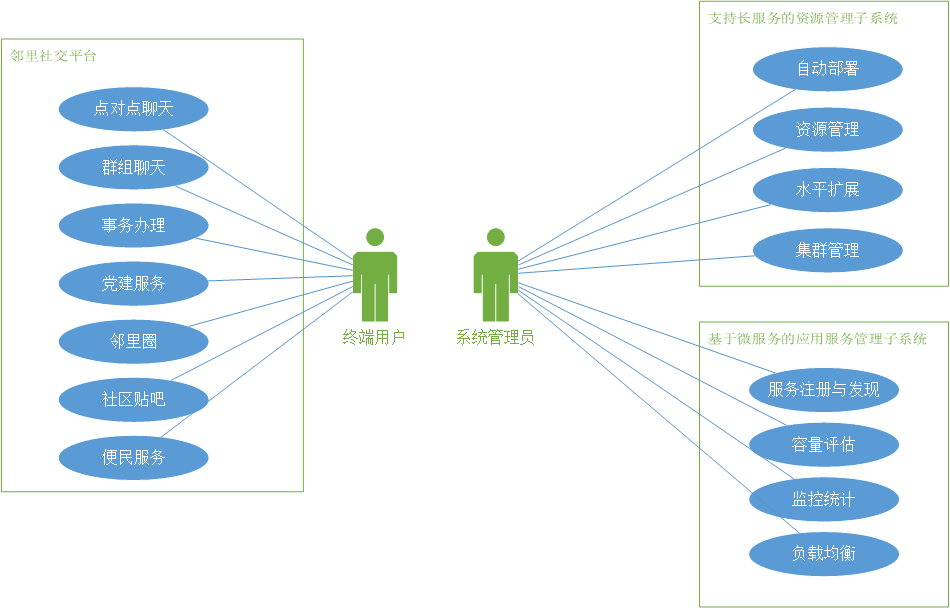 邻里社交平台
点对点聊天
群组聊天
事务办理
党建服务
邻里圈
社区贴吧
便民服务
终端用户
系统管理员
支持长服务的资源管理子系统
自动部署
资源管理
水平扩展
集群管理
基于微服务的应用服务管理子系统
服务注册与发现
容量评估
监控统计
负载均衡